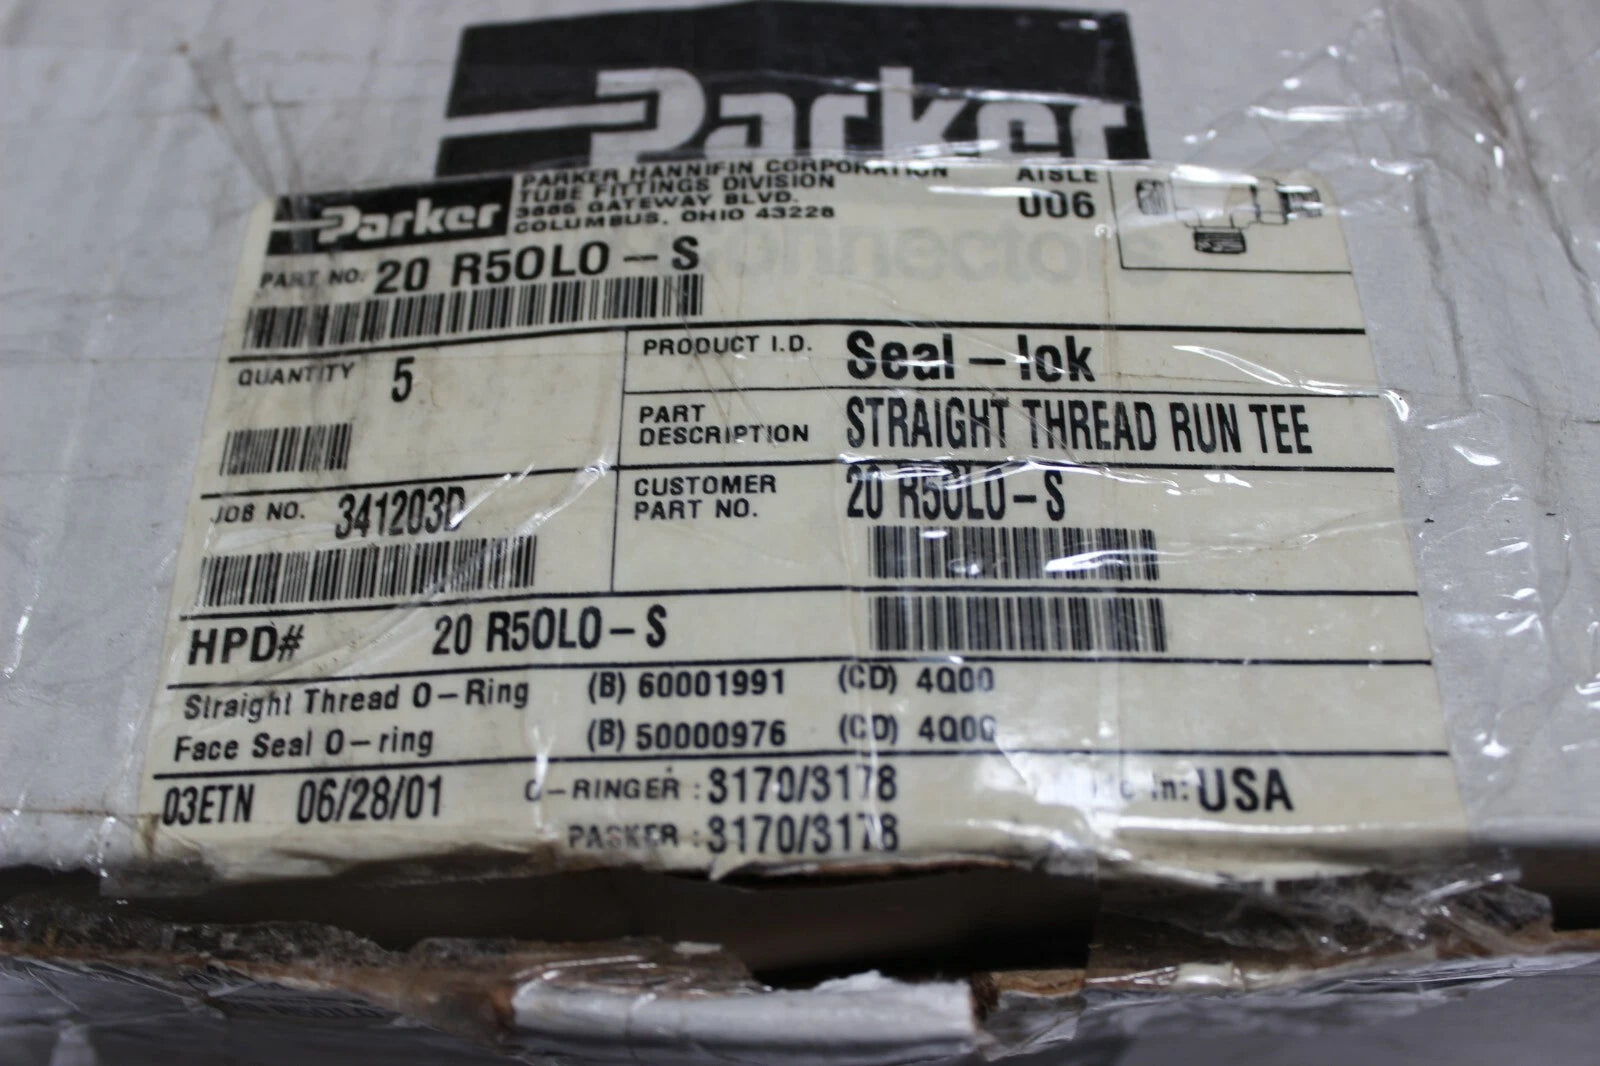 Parker
Parker
PARKER HANNIFIN CORPORATION
TUBE FITTINGS DIVISION
3885 GATEWAY BLVD.
COLUMBUS, OHIO 43228
AISLE
006
Connectors
PART NO. 20 R5OLO-S
QUANTITY 5
PRODUCT I.D. Seal-lok
PART DESCRIPTION STRAIGHT THREAD RUN TEE
JOB NO. 341203D
CUSTOMER PART NO. 20 R5OLO-S
HPD# 20 R5OLO-S
Straight Thread O-Ring (B) 60001991 (CD) 4Q00
Face Seal O-ring (B) 50000976 (CD) 4Q00
03ETN 06/28/01 O-RINGER : 3170/3178 In: USA
PACKER : 3170/3178